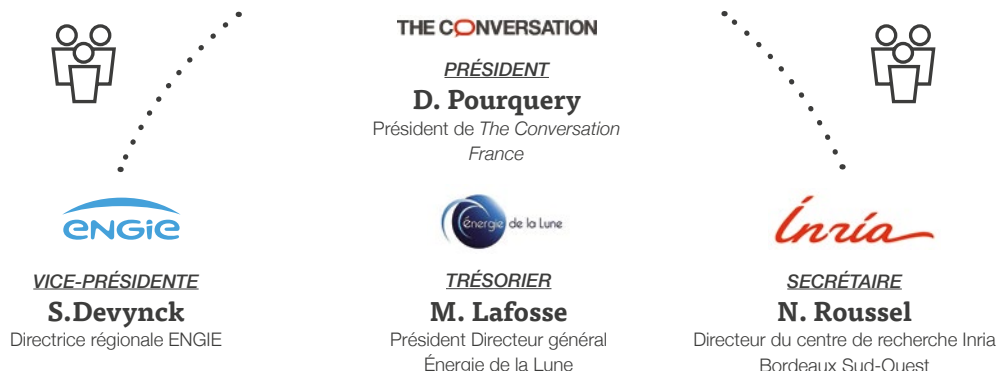 THE CONVERSATION
PRÉSIDENT
D. Pourquery
Président de The Conversation
France
ENGIE
VICE-PRÉSIDENTE
S.Devynck
Directrice régionale ENGIE
énergie de la Lune
TRÉSORIER
M. Lafosse
Président Directeur général
Énergie de la Lune
Inría
SECRÉTAIRE
N. Roussel
Directeur du centre de recherche Inria
Bordeaux Sud-Ouest